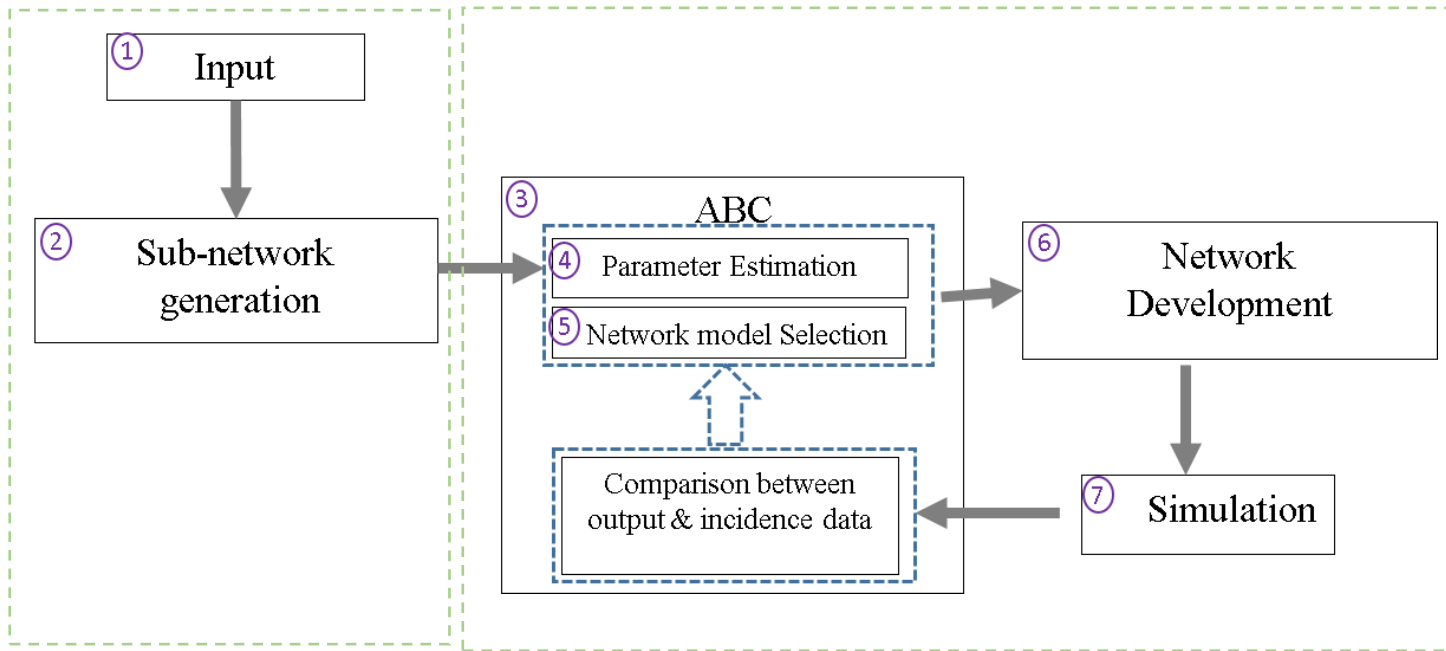 1
Input
2
Sub-network
generation
3
ABC
4
Parameter Estimation
5
Network model Selection
Comparison between
output & incidence data
6
Network
Development
7
Simulation